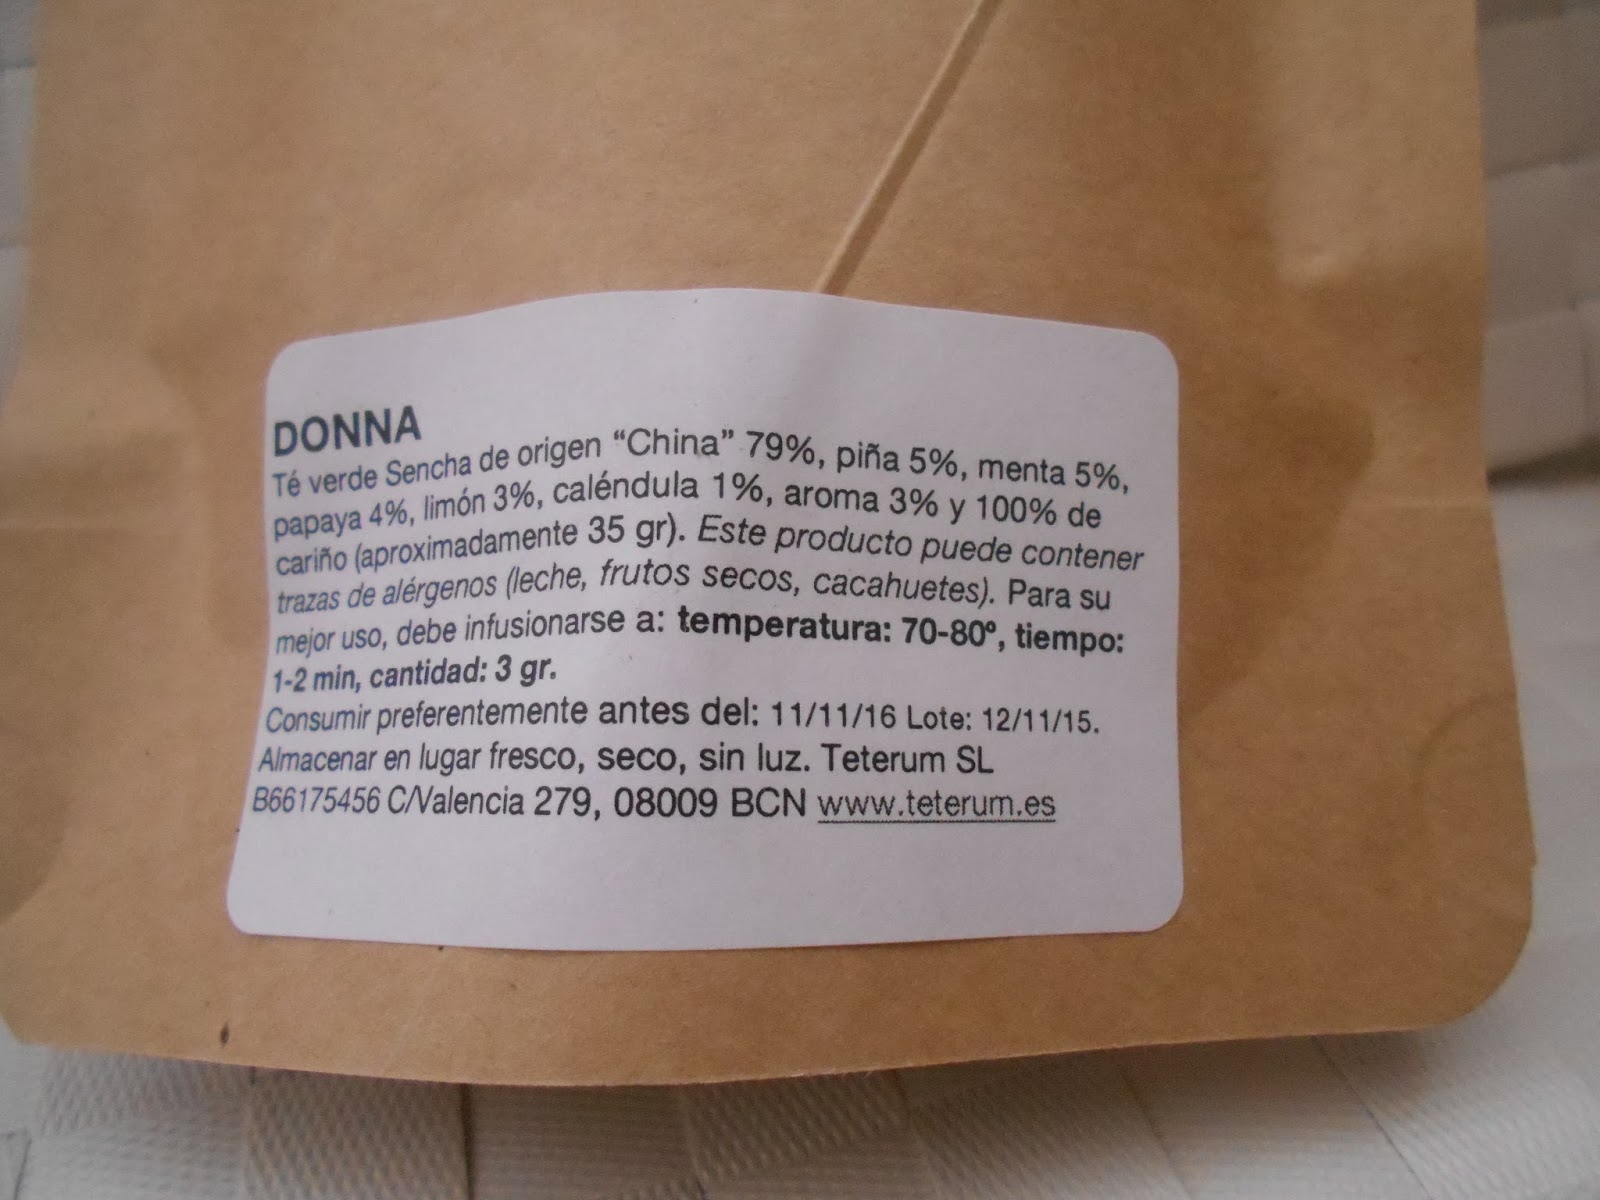 DONNA
Té verde Sencha de origen “China” 79%, piña 5%, menta 5%,
papaya 4%, limón 3%, caléndula 1%, aroma 3% y 100% de
cariño (aproximadamente 35 gr). Este producto puede contener
trazas de alérgenos (leche, frutos secos, cacahuetes). Para su
mejor uso, debe infusionarse a: temperatura: 70-80º, tiempo:
1-2 min, cantidad: 3 gr.
Consumir preferentemente antes del: 11/11/16 Lote: 12/11/15.
Almacenar en lugar fresco, seco, sin luz. Teterum SL
B66175456 C/Valencia 279, 08009 BCN www.teterum.es